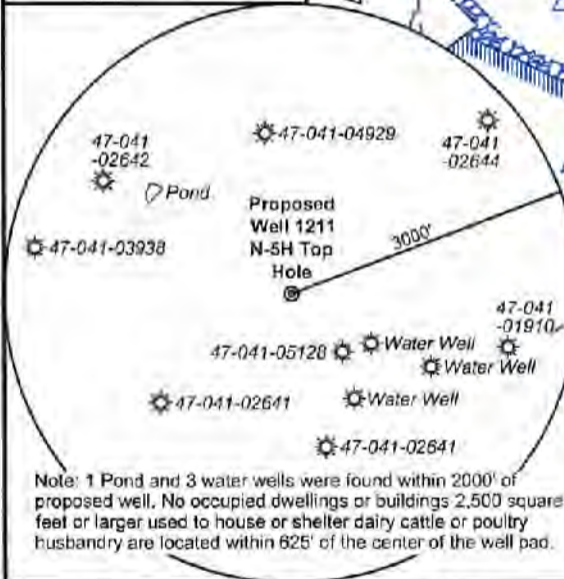 47-041-04929
47-041
-02644
47-041
-02642
Pond
47-041-03938
Proposed
Well 1211
N-5H Top
Hole
3000'
47-041
-01910
47-041-05128
Water Well
Water Well
47-041-02641
Water Well
47-041-02641
Note: 1 Pond and 3 water wells were found within 2000' of
proposed well. No occupied dwellings or buildings 2,500 square
feet or larger used to house or shelter dairy cattle or poultry
husbandry are located within 625' of the center of the well pad.